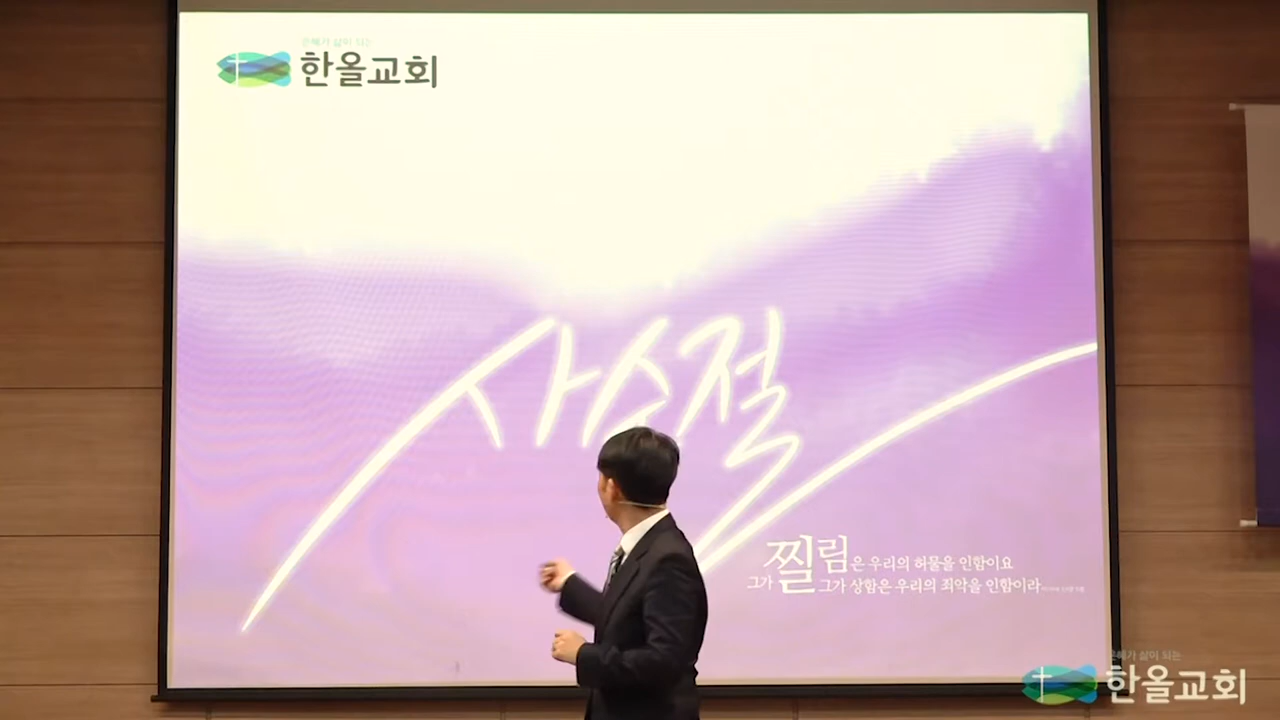 은혜가 삶이 되는
한올교회
사순절
그가 찔림은 우리의 허물을 인함이요
그가 상함은 우리의 죄악을 인함이라
은혜가 삶이 되는
한올교회